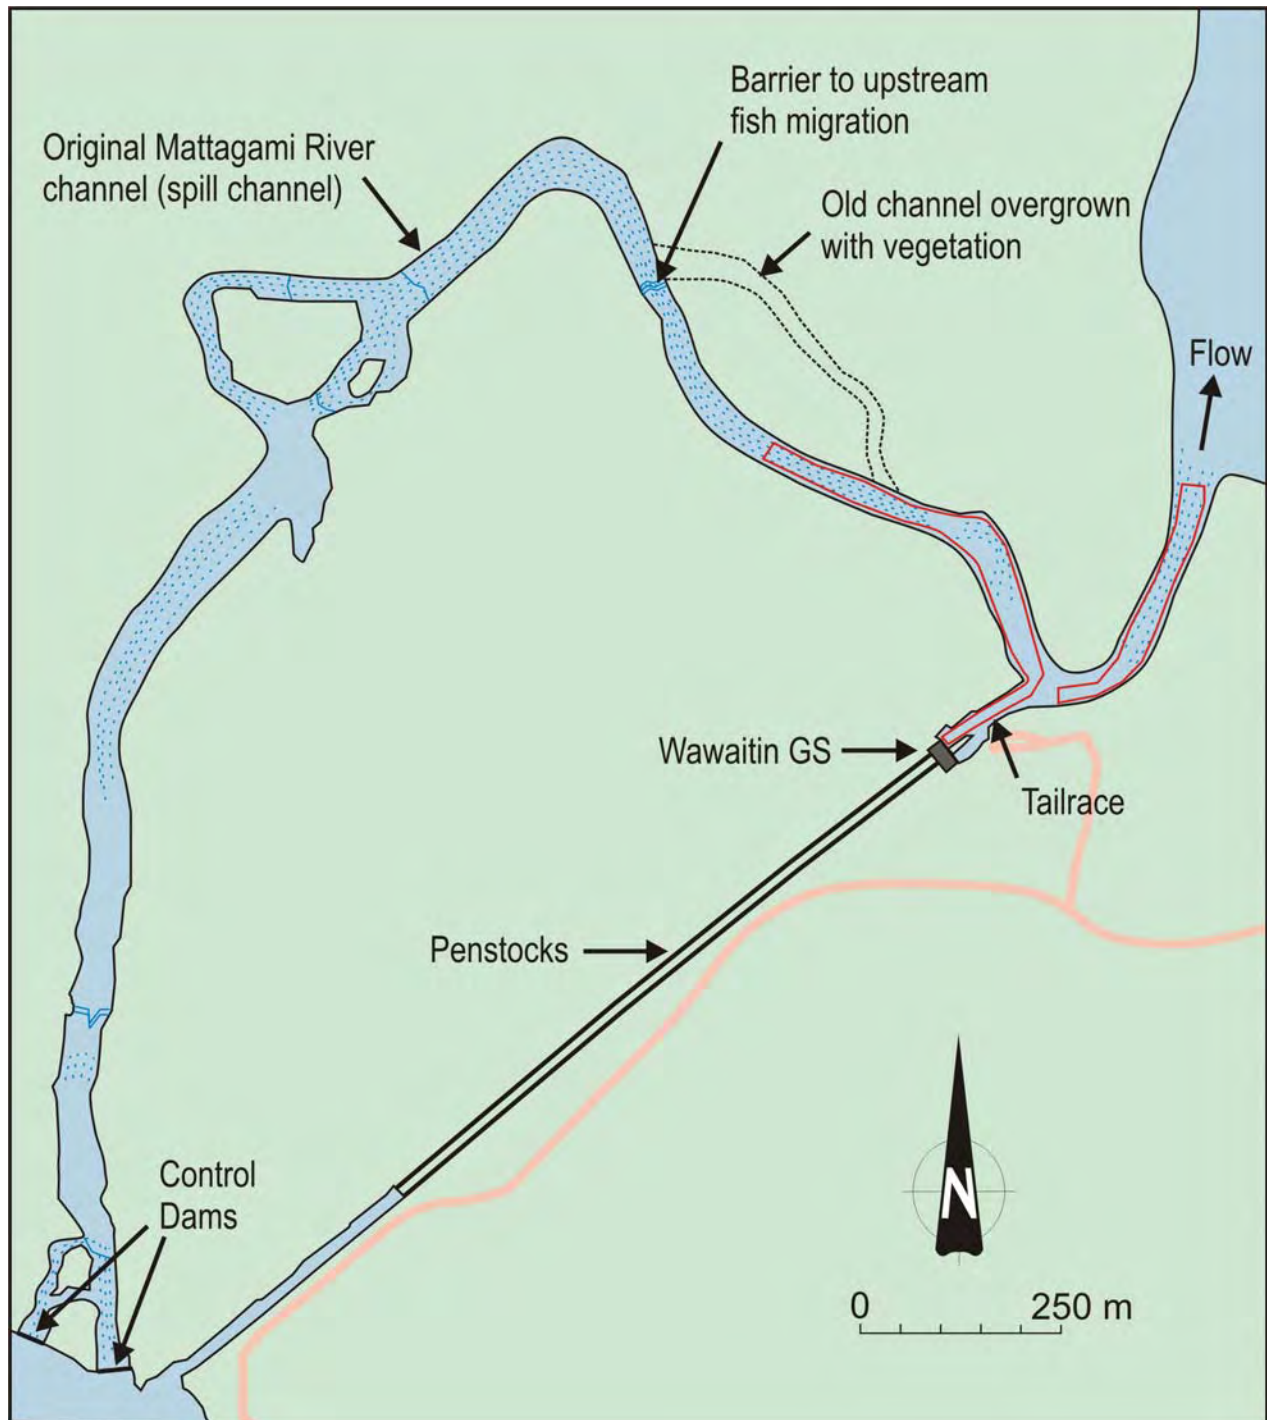 Barrier to upstream
fish migration
Original Mattagami River
channel (spill channel)
Old channel overgrown
with vegetation
Flow
Wawaitin GS
Tailrace
Penstocks
Control
Dams
N
0 250 m